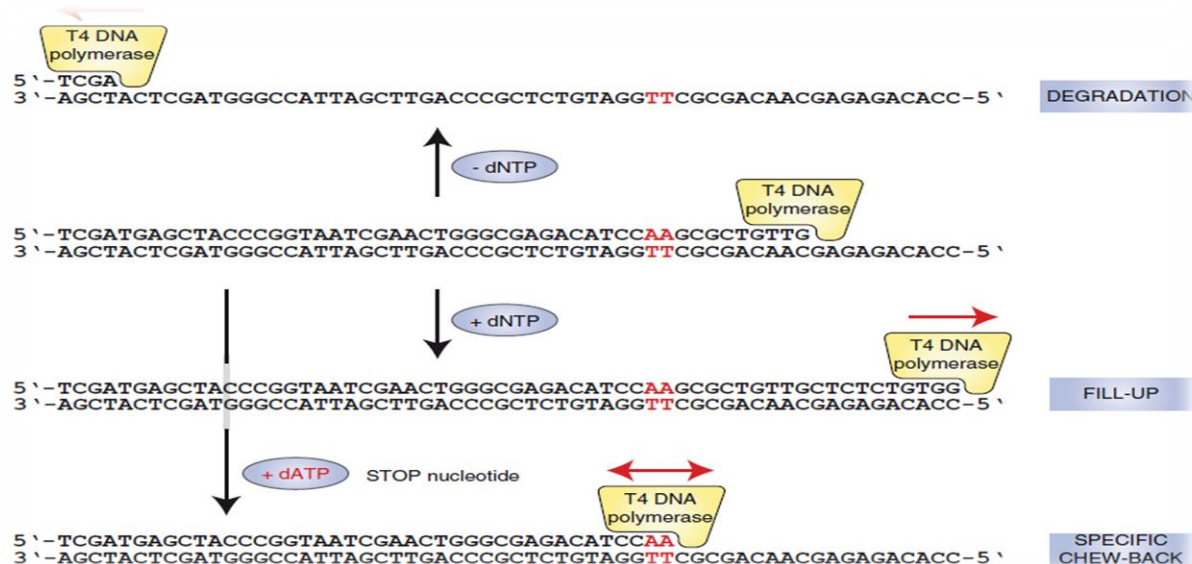 T4 DNA
polymerase
5`-TCGA
3`-AGCTACTCGATGGGCCATTAGCTTGACCCGCTCTGTAGGTTCGCGACAACGAGAGACACC-5`
DEGRADATION
- dNTP
T4 DNA
polymerase
5`-TCGATGAGCTACCCGGTAATCGAACTGGGCGAGACATCCAAGCGCTGTTG
3`-AGCTACTCGATGGGCCATTAGCTTGACCCGCTCTGTAGGTTCGCGACAACGAGAGACACC-5`
+ dNTP
T4 DNA
polymerase
5`-TCGATGAGCTACCCGGTAATCGAACTGGGCGAGACATCCAAGCGCTGTTGCTCTCTGTGG
3`-AGCTACTCGATGGGCCATTAGCTTGACCCGCTCTGTAGGTTCGCGACAACGAGAGACACC-5`
FILL-UP
+ dATP STOP nucleotide
T4 DNA
polymerase
5`-TCGATGAGCTACCCGGTAATCGAACTGGGCGAGACATCCAA
3`-AGCTACTCGATGGGCCATTAGCTTGACCCGCTCTGTAGGTTCGCGACAACGAGAGACACC-5`
SPECIFIC
CHEW-BACK